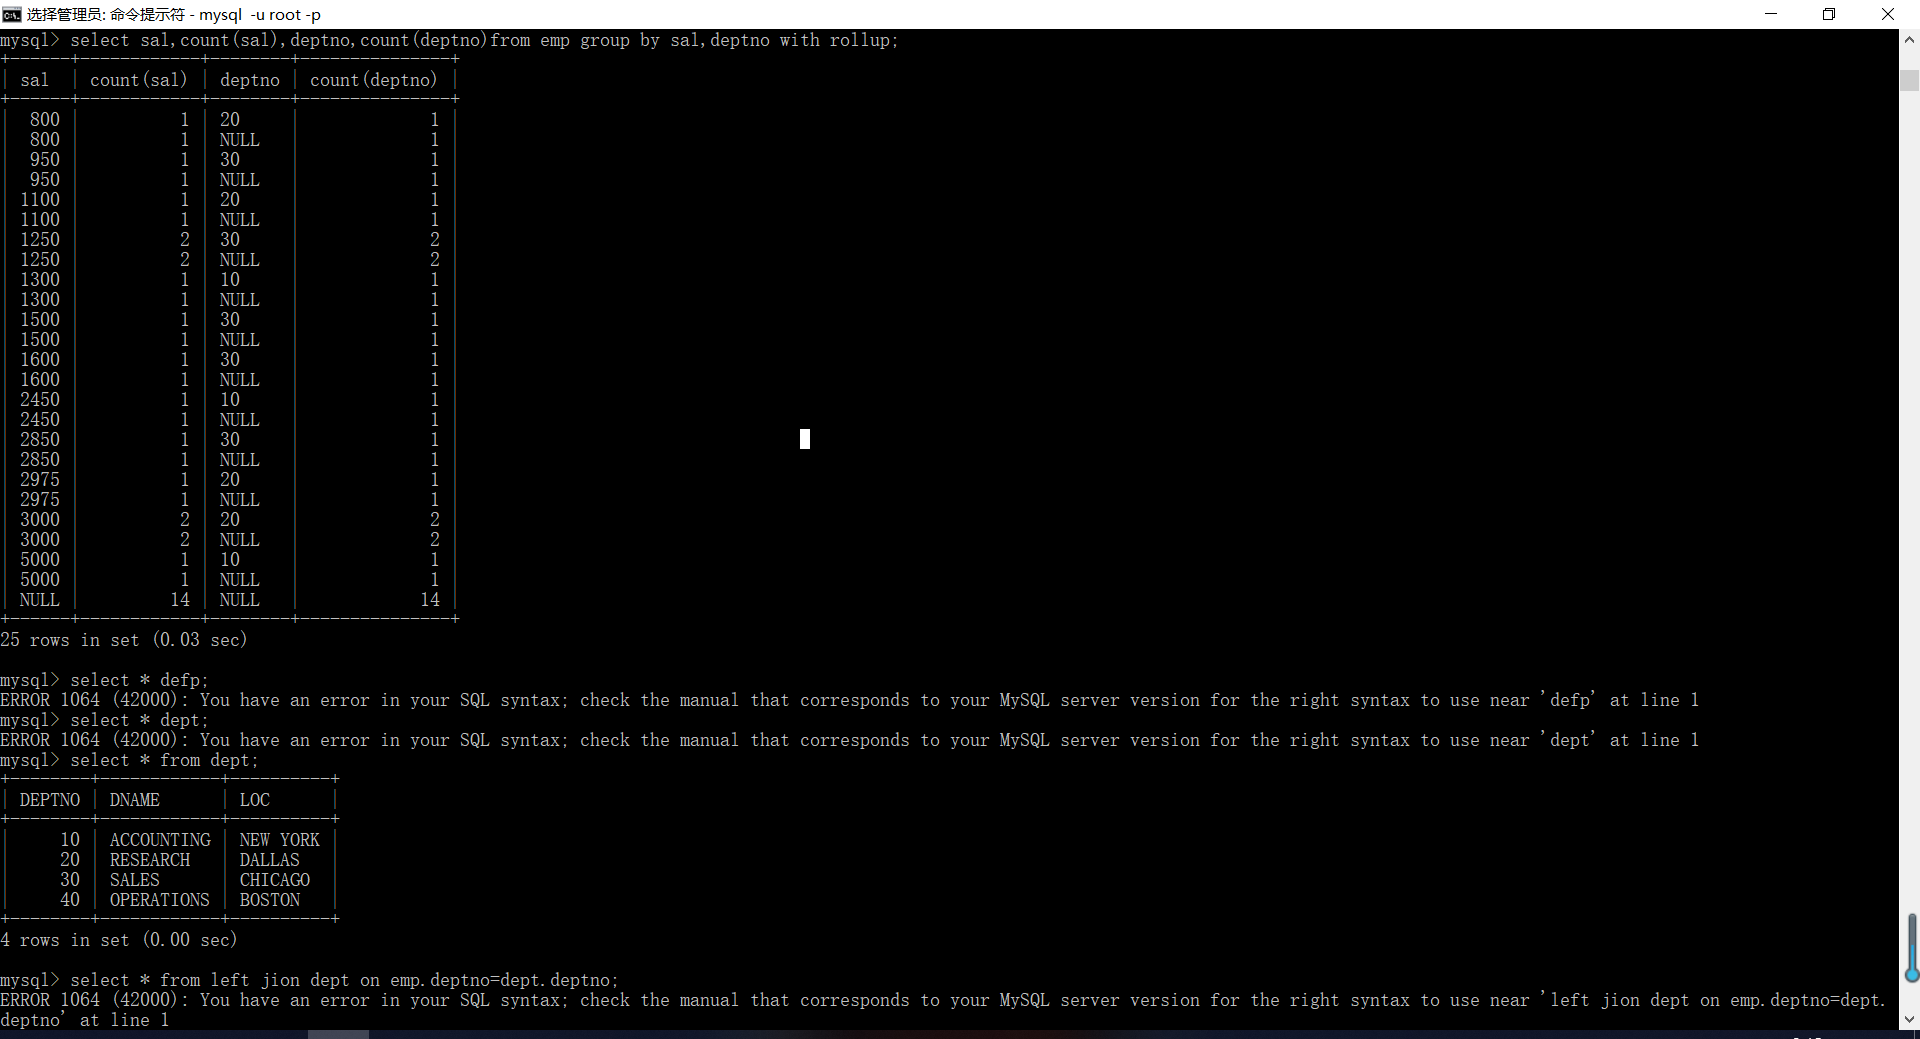 选择管理员: 命令提示符 - mysql  -u root -p
mysql> select sal,count(sal),deptno,count(deptno)from emp group by sal,deptno with rollup;
+------+------------+--------+---------------+
| sal  | count(sal) | deptno | count(deptno) |
+------+------------+--------+---------------+
|  800 |          1 | 20     |             1 |
|  800 |          1 | NULL   |             1 |
|  950 |          1 | 30     |             1 |
|  950 |          1 | NULL   |             1 |
| 1100 |          1 | 20     |             1 |
| 1100 |          1 | NULL   |             1 |
| 1250 |          2 | 30     |             2 |
| 1250 |          2 | NULL   |             2 |
| 1300 |          1 | 10     |             1 |
| 1300 |          1 | NULL   |             1 |
| 1500 |          1 | 30     |             1 |
| 1500 |          1 | NULL   |             1 |
| 1600 |          1 | 30     |             1 |
| 1600 |          1 | NULL   |             1 |
| 2450 |          1 | 10     |             1 |
| 2450 |          1 | NULL   |             1 |
| 2850 |          1 | 30     |             1 |
| 2850 |          1 | NULL   |             1 |
| 2975 |          1 | 20     |             1 |
| 2975 |          1 | NULL   |             1 |
| 3000 |          2 | 20     |             2 |
| 3000 |          2 | NULL   |             2 |
| 5000 |          1 | 10     |             1 |
| 5000 |          1 | NULL   |             1 |
| NULL |         14 | NULL   |            14 |
+------+------------+--------+---------------+
25 rows in set (0.03 sec)
mysql> select * defp;
ERROR 1064 (42000): You have an error in your SQL syntax; check the manual that corresponds to your MySQL server version for the right syntax to use near 'defp' at line 1
mysql> select * dept;
ERROR 1064 (42000): You have an error in your SQL syntax; check the manual that corresponds to your MySQL server version for the right syntax to use near 'dept' at line 1
mysql> select * from dept;
+--------+------------+----------+
| DEPTNO | DNAME      | LOC      |
+--------+------------+----------+
|     10 | ACCOUNTING | NEW YORK |
|     20 | RESEARCH   | DALLAS   |
|     30 | SALES      | CHICAGO  |
|     40 | OPERATIONS | BOSTON   |
+--------+------------+----------+
4 rows in set (0.00 sec)
mysql> select * from left jion dept on emp.deptno=dept.deptno;
ERROR 1064 (42000): You have an error in your SQL syntax; check the manual that corresponds to your MySQL server version for the right syntax to use near 'left jion dept on emp.deptno=dept.
deptno' at line 1